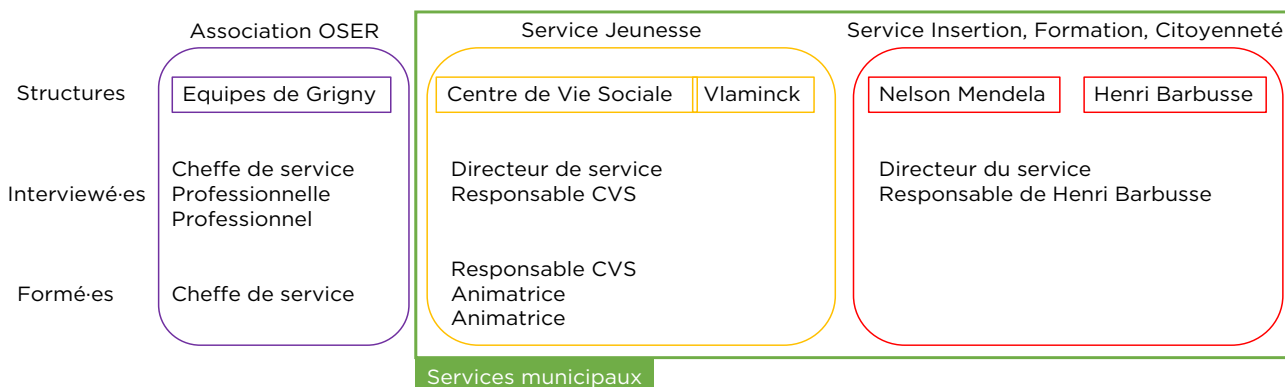 Association OSER
Service Jeunesse
Service Insertion, Formation, Citoyenneté
Structures
Equipes de Grigny
Centre de Vie Sociale
Vlaminck
Nelson Mendela
Henri Barbusse
Interviewé·es
Cheffe de service
Professionnelle
Professionnel
Directeur de service
Responsable CVS
Directeur du service
Responsable de Henri Barbusse
Formé·es
Cheffe de service
Responsable CVS
Animatrice
Animatrice
Services municipaux